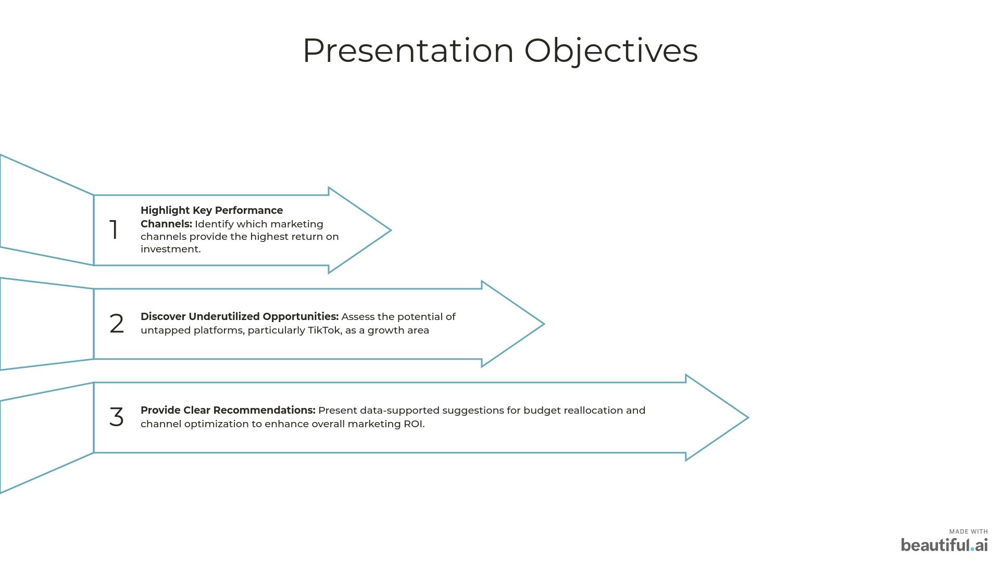 Presentation Objectives
1
Highlight Key Performance
Channels: Identify which marketing
channels provide the highest return on
investment.
2
Discover Underutilized Opportunities: Assess the potential of
untapped platforms, particularly TikTok, as a growth area
3
Provide Clear Recommendations: Present data-supported suggestions for budget reallocation and
channel optimization to enhance overall marketing ROI.
MADE WITH
beautiful.ai